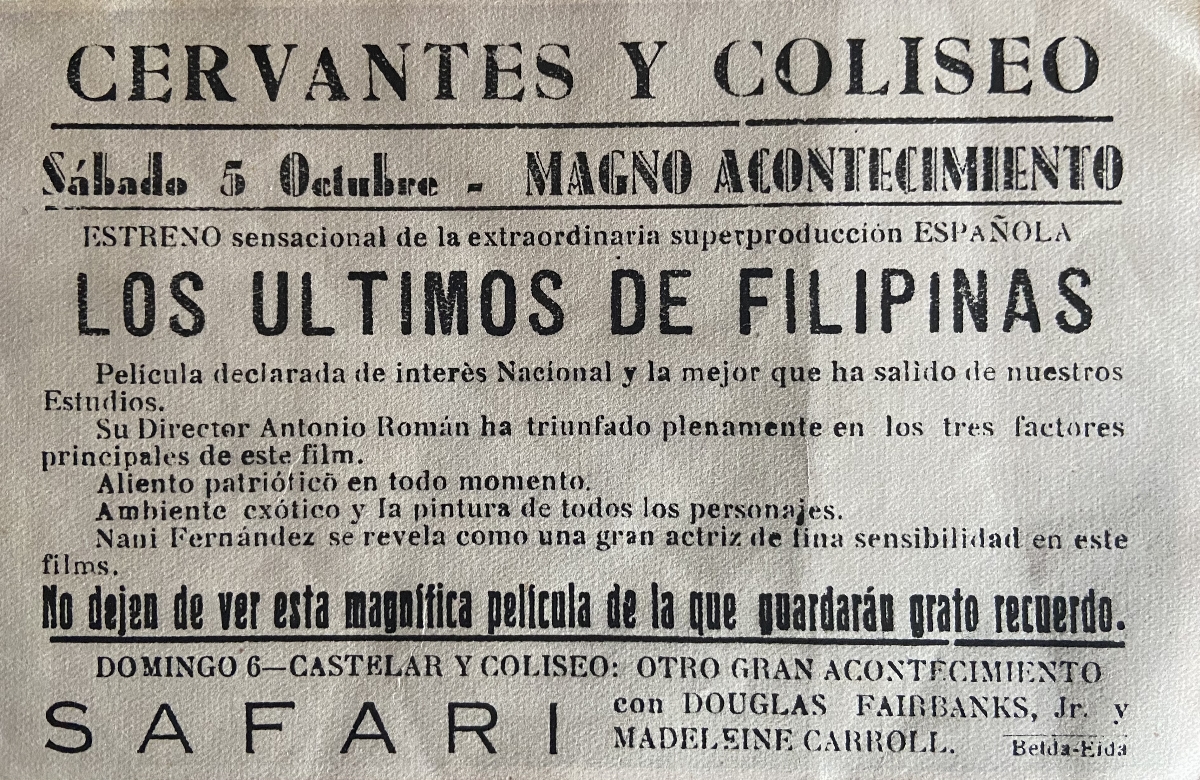 CERVANTES Y COLISEO
Sábado 5 Octubre - MAGNO ACONTECIMIENTO
ESTRENO sensacional de la extraordinaria superproducción ESPAÑOLA
LOS ULTIMOS DE FILIPINAS
Película declarada de interès Nacional y la mejor que ha salido de nuestros
Estudios.
Su Director Antonio Román ha triunfado plenamente en los tres factores
principales de este film.
Aliento patriótico en todo momento.
Ambiente exótico y la pintura de todos los personajes.
Nani Fernández se revela como una gran actriz de fina sensibilidad en este
films.
No dejen de ver esta magnífica película de la que guardarán grato recuerdo.
DOMINGO 6—CASTELAR Y COLISEO: OTRO GRAN ACONTECIMIENTO
SAFARI con DOUGLAS FAIRBANKS, Jr. y
MADELEINE CARROLL. Belda-Elda